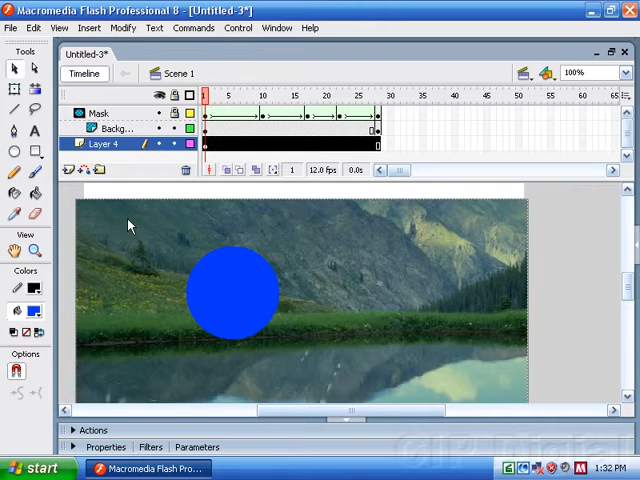 Macromedia Flash Professional 8 - [Untitled-3*]
File Edit View Insert Modify Text Commands Control Window Help
Tools
Untitled-3*
Timeline
Scene 1
100%
1 5 10 15 20 25 30 35 40 45 50 55 60 65
Mask
Backg...
Layer 4
1 12.0 fps 0.0s
View
Colors
Actions
Properties Filters Parameters
start
Macromedia Flash Pro...
1:32 PM